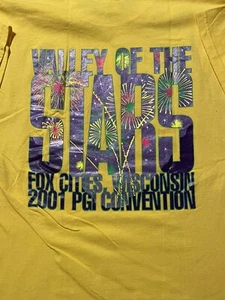 VALLEY OF THE
STARS
FOX CITIES, WISCONSIN
2001 PGI CONVENTION